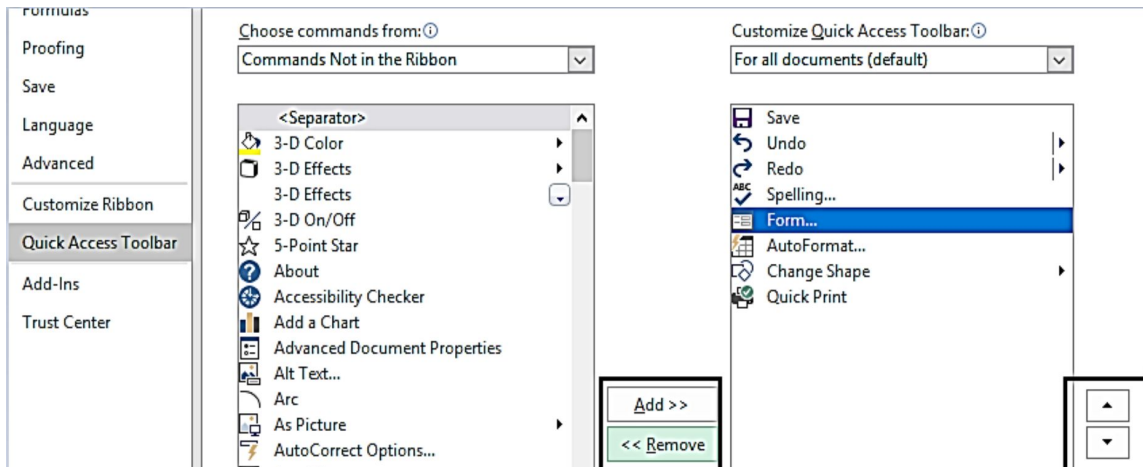 Formulas
Proofing
Save
Language
Advanced
Customize Ribbon
Quick Access Toolbar
Add-Ins
Trust Center
Choose commands from:
Commands Not in the Ribbon
<Separator>
3-D Color
3-D Effects
3-D Effects
3-D On/Off
5-Point Star
About
Accessibility Checker
Add a Chart
Advanced Document Properties
Alt Text...
Arc
As Picture
AutoCorrect Options...
Add >>
<< Remove
Customize Quick Access Toolbar:
For all documents (default)
Save
Undo
Redo
ABC Spelling...
Form...
AutoFormat...
Change Shape
Quick Print